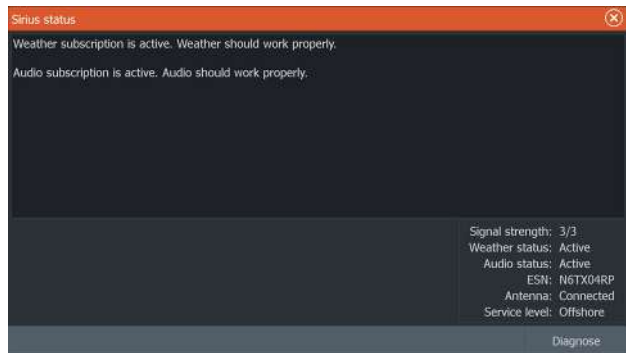 Sirius status
Weather subscription is active. Weather should work properly.
Audio subscription is active. Audio should work properly.
Signal strength: 3/3
Weather status: Active
Audio status: Active
ESN: N6TX04RP
Antenna: Connected
Service level: Offshore
Diagnose